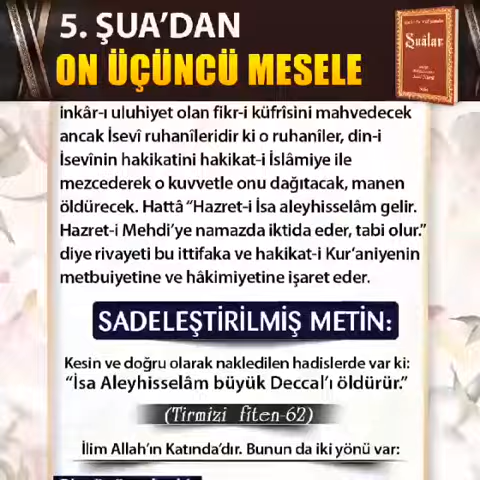 5. ŞUA'DAN
ON ÜÇÜNCÜ MESELE
Şuâlar
inkâr-ı uluhiyet olan fikr-i küfrîsini mahvedecek
ancak İsevî ruhanîleridir ki o ruhanîler, din-i
İsevînin hakikatini hakikat-i İslâmiye ile
mezcederek o kuvvetle onu dağıtacak, manen
öldürecek. Hattâ “Hazret-i İsa aleyhisselâm gelir.
Hazret-i Mehdi'ye namazda iktida eder, tabi olur.”
diye rivayeti bu ittifaka ve hakikat-i Kur'aniyenin
metbuiyetine ve hâkimiyetine işaret eder.
SADELEŞTİRİLMİŞ METİN:
Kesin ve doğru olarak nakledilen hadislerde var ki:
“İsa Aleyhisselâm büyük Deccal'ı öldürür.”
(Tirmizi fiten-62)
İlim Allah'ın Katında'dır. Bunun da iki yönü var: